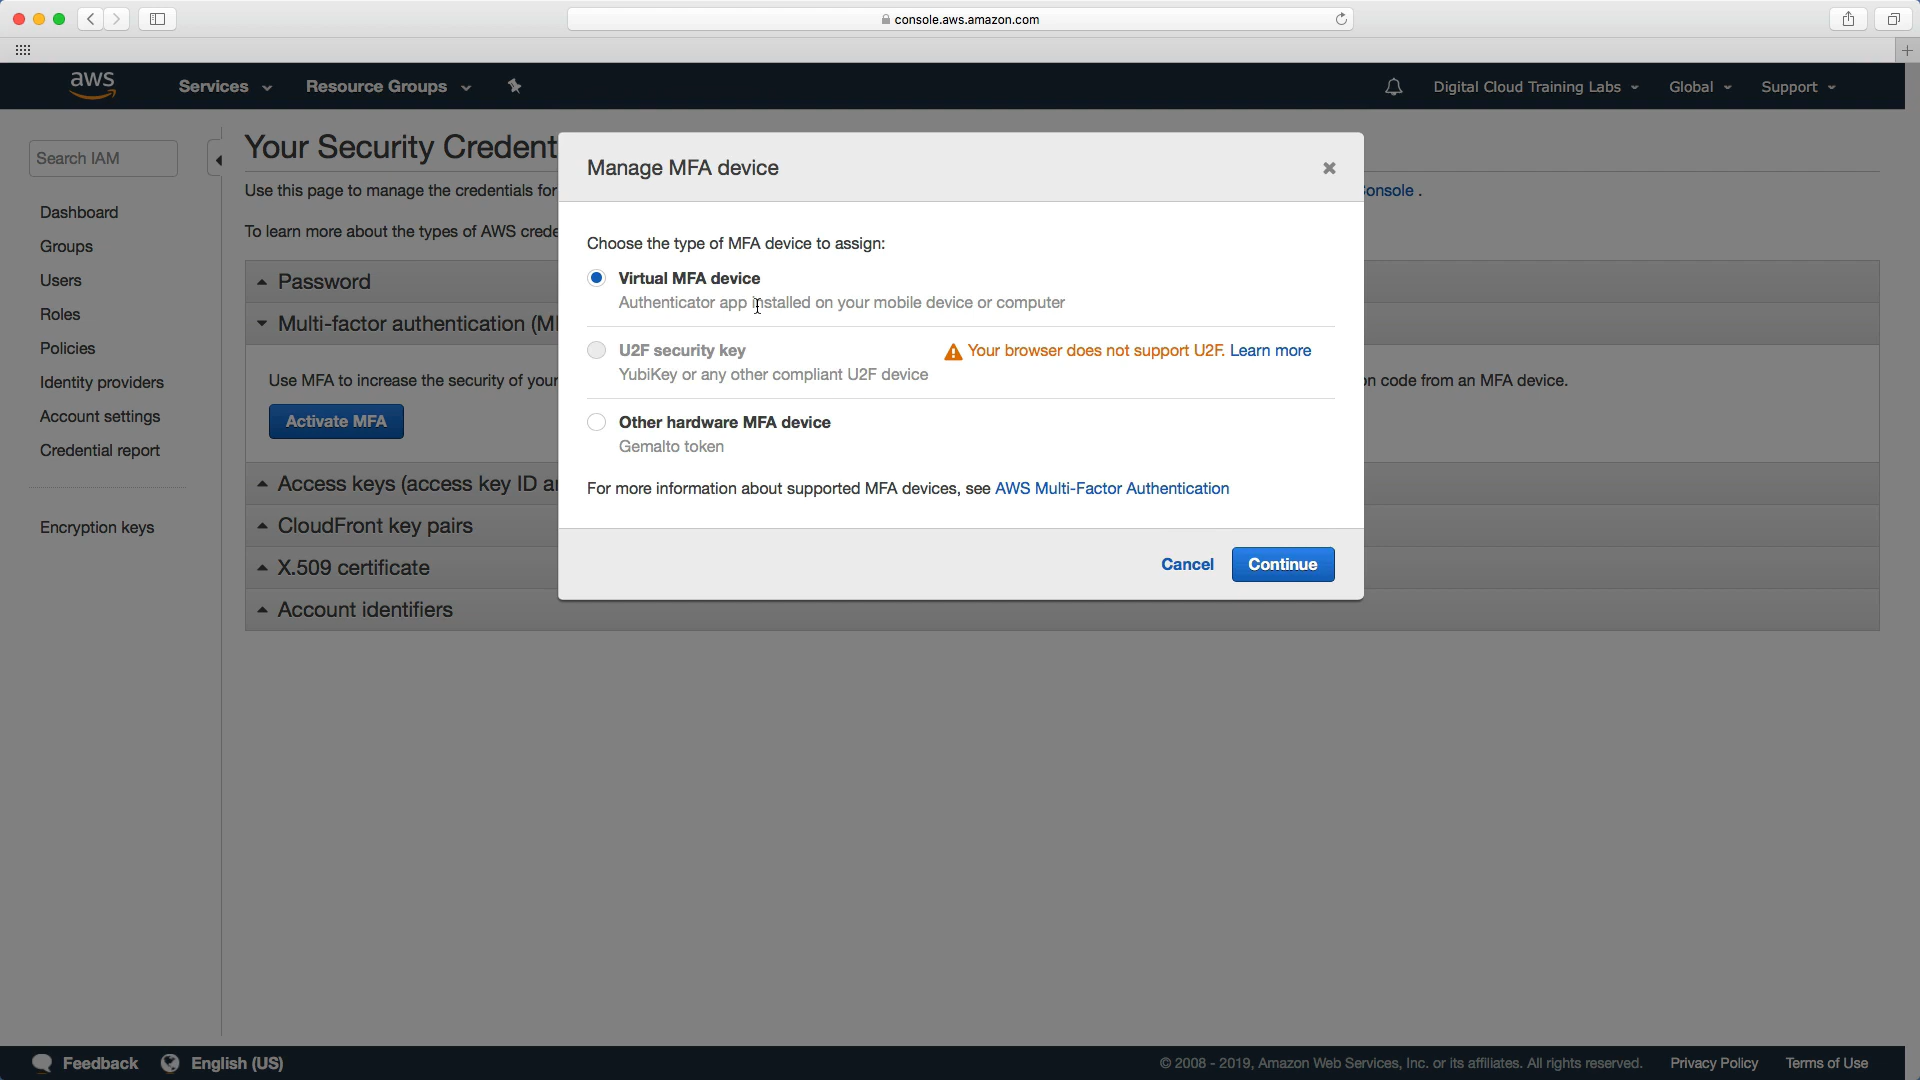 console.aws.amazon.com
aws
Services
Resource Groups
Digital Cloud Training Labs
Global
Support
Search IAM
Dashboard
Groups
Users
Roles
Policies
Identity providers
Account settings
Credential report
Encryption keys
Your Security Credent
Use this page to manage the credentials for
onsole .
To learn more about the types of AWS crede
Password
Multi-factor authentication (M
Use MFA to increase the security of your
n code from an MFA device.
Activate MFA
Access keys (access key ID a
CloudFront key pairs
X.509 certificate
Account identifiers
Manage MFA device
Choose the type of MFA device to assign:
Virtual MFA device
Authenticator app installed on your mobile device or computer
U2F security key
Your browser does not support U2F. Learn more
YubiKey or any other compliant U2F device
Other hardware MFA device
Gemalto token
For more information about supported MFA devices, see AWS Multi-Factor Authentication
Cancel
Continue
Feedback
English (US)
© 2008 - 2019, Amazon Web Services, Inc. or its affiliates. All rights reserved.
Privacy Policy
Terms of Use